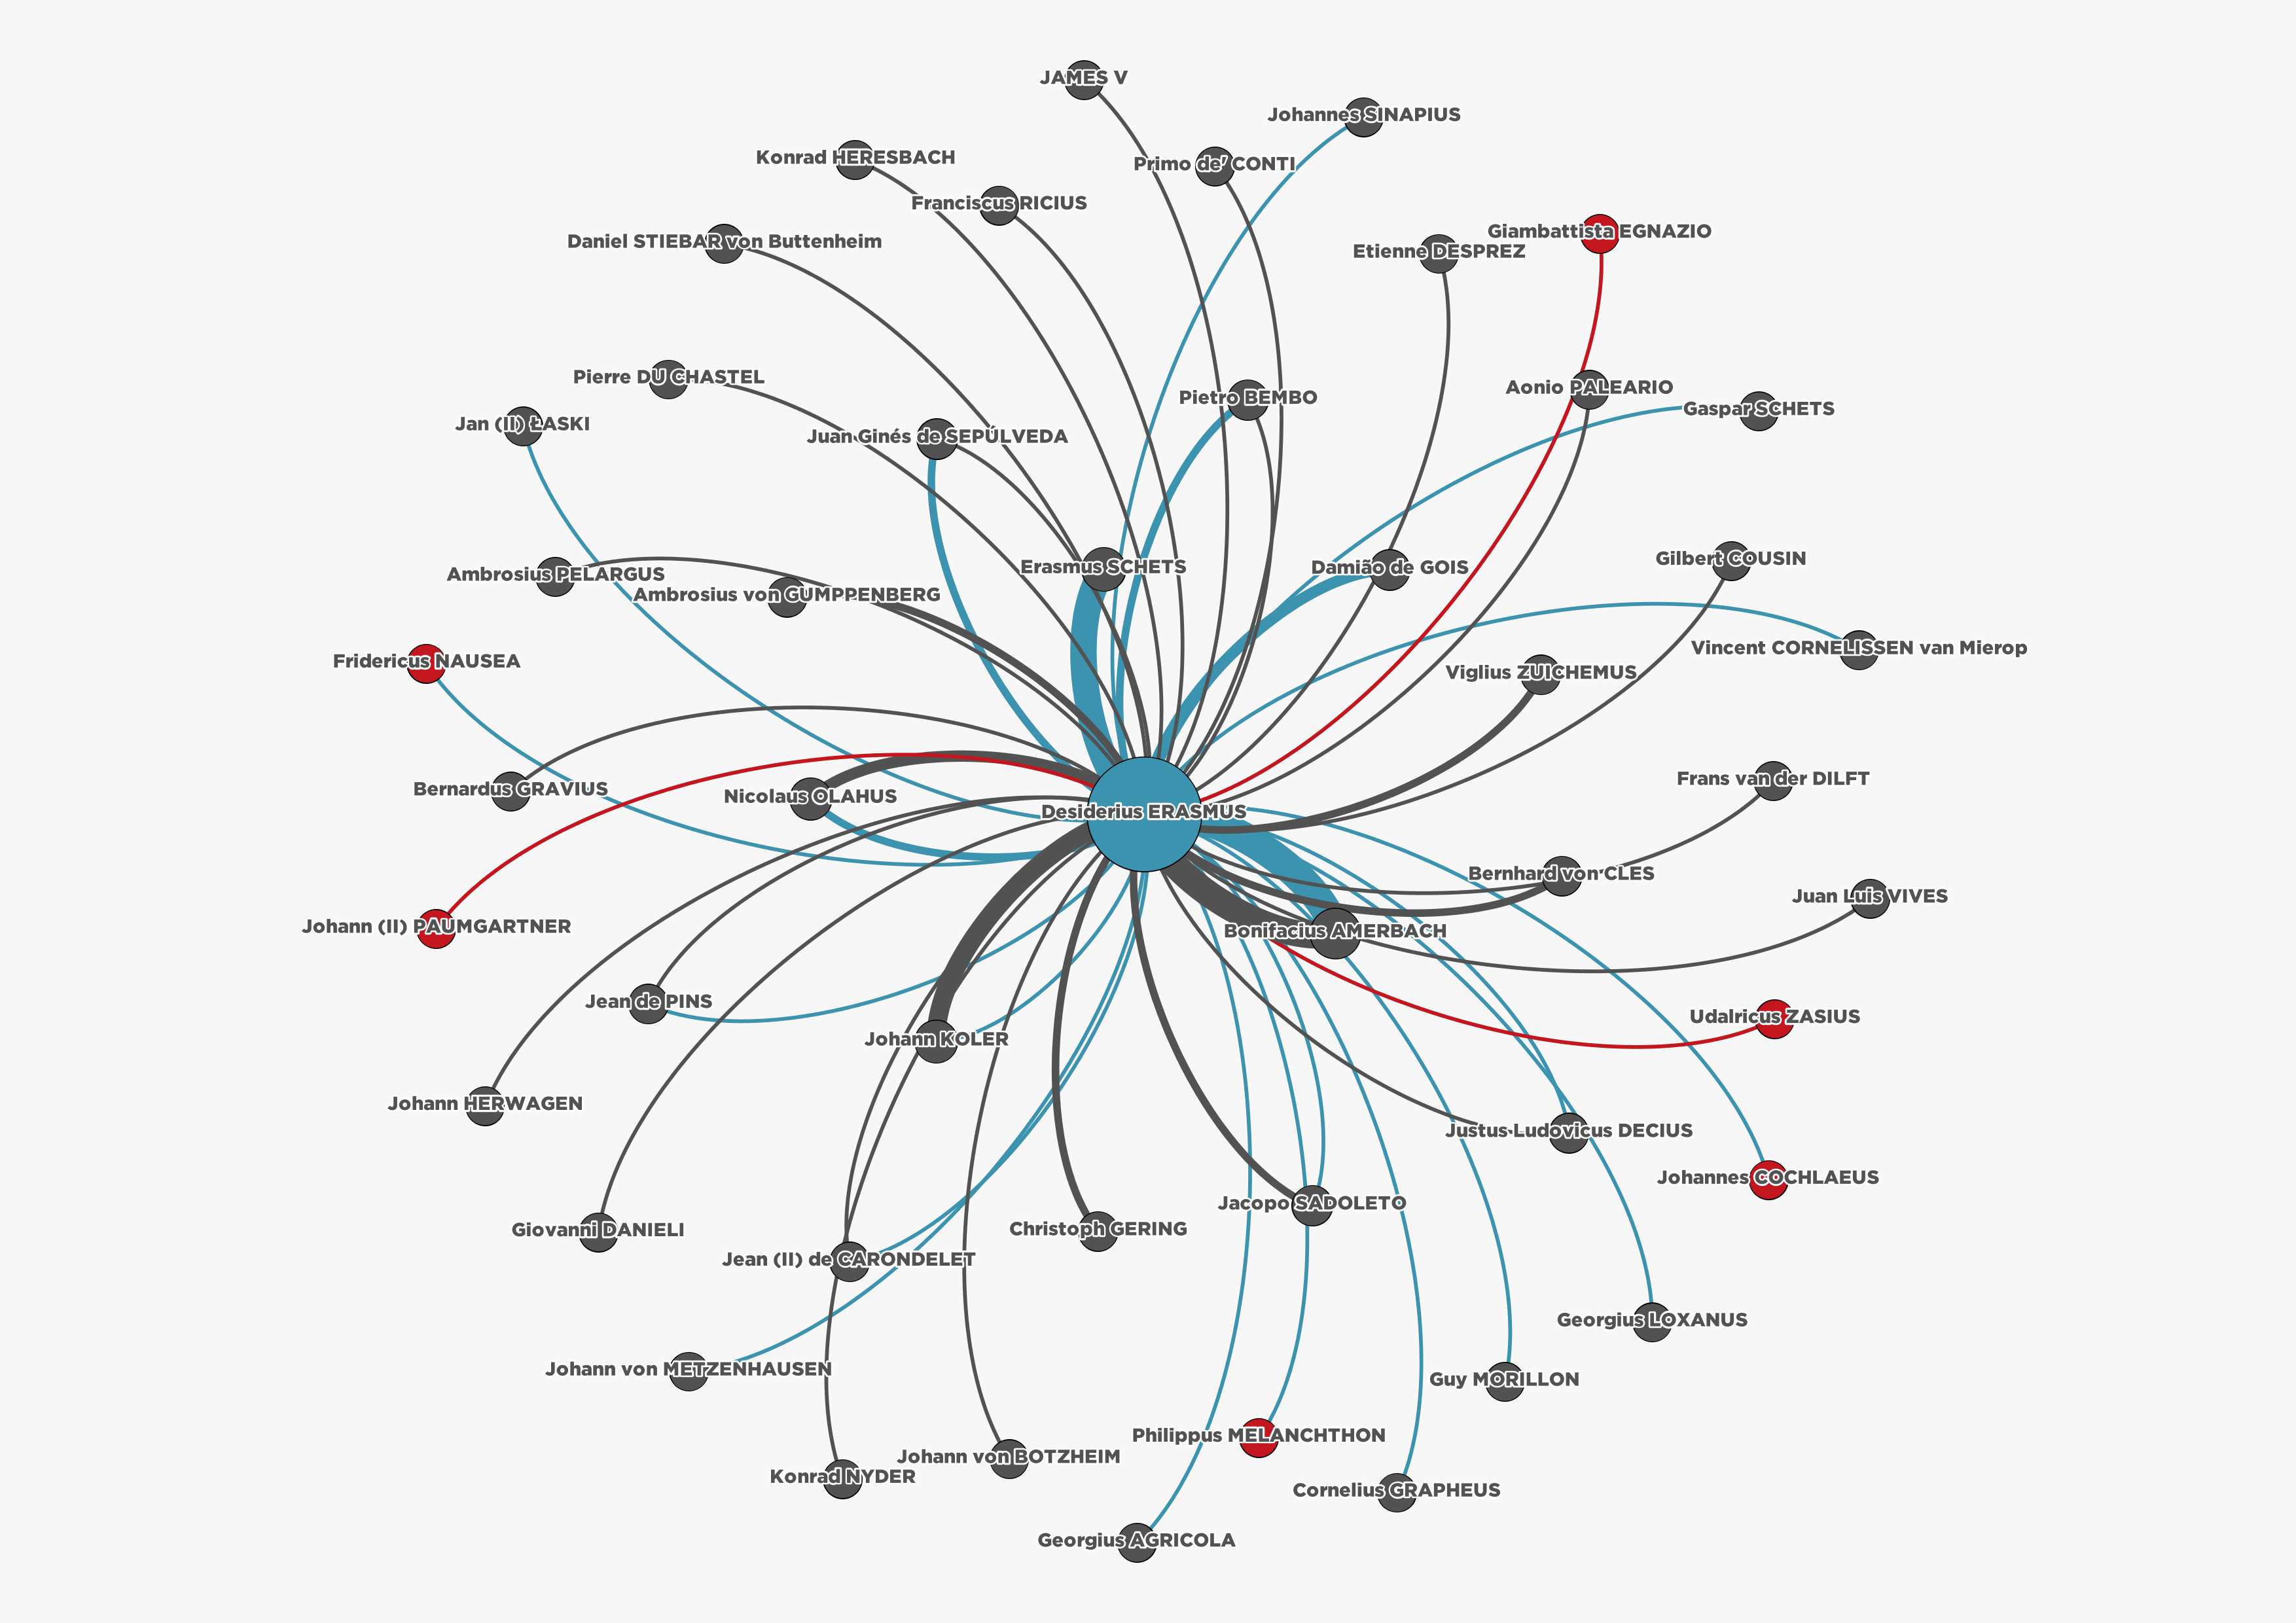 JAMES V
Johannes SINAPIUS
Konrad HERESBACH
Primo de' CONTI
Franciscus RICIUS
Giambattista EGNAZIO
Daniel STIEBAR von Buttenheim
Etienne DESPREZ
Pierre DU CHASTEL
Aonio PALEARIO
Pietro BEMBO
Gaspar SCHETS
Jan (II) ŁASKI
Juan Ginés de SEPÚLVEDA
Gilbert COUSIN
Erasmus SCHETS
Damião de GOIS
Ambrosius PELARGUS
Ambrosius von GUMPPENBERG
Vincent CORNELISSEN van Mierop
Fridericus NAUSEA
Viglius ZUICHEMUS
Frans van der DILFT
Bernardus GRAVIUS
Nicolaus OLAHUS
Desiderius ERASMUS
Bernhard von CLES
Juan Luis VIVES
Johann (II) PAUMGARTNER
Bonifacius AMERBACH
Jean de PINS
Udalricus ZASIUS
Johann KOLER
Johann HERWAGEN
Justus Ludovicus DECIUS
Johannes COCHLAEUS
Jacopo SADOLETO
Giovanni DANIELI
Christoph GERING
Jean (II) de CARONDELET
Georgius LOXANUS
Johann von METZENHAUSEN
Guy MORILLON
Philippus MELANCHTHON
Johann von BOTZHEIM
Konrad NYDER
Cornelius GRAPHEUS
Georgius AGRICOLA